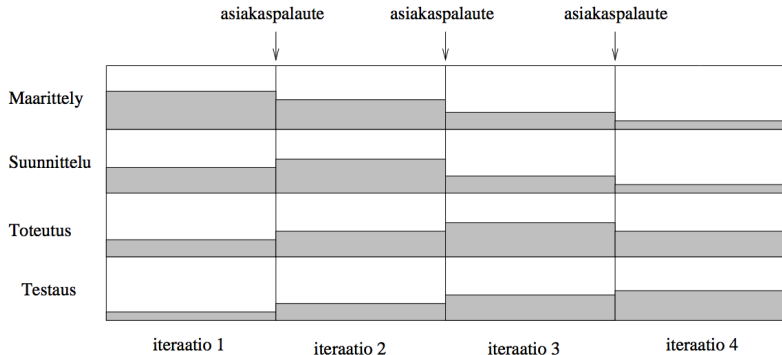 asiakaspalaute asiakaspalaute asiakaspalaute
Maarittely
Suunnittelu
Toteutus
Testaus
iteraatio 1 iteraatio 2 iteraatio 3 iteraatio 4